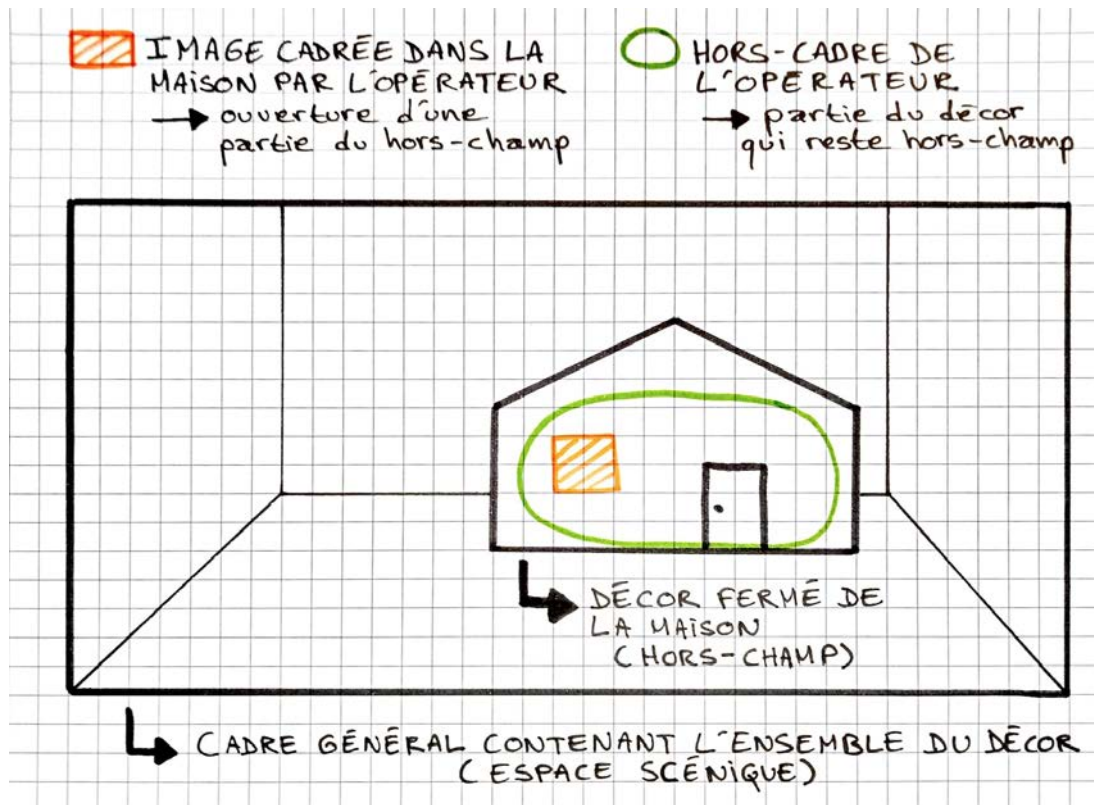 IMAGE CADRÉE DANS LA
MAISON PAR L'OPÉRATEUR
→ ouverture d'une
partie du hors-champ
HORS-CADRE DE
L'OPÉRATEUR
→ partie du décor
qui reste hors-champ
DÉCOR FERMÉ DE
LA MAISON
(HORS-CHAMP)
CADRE GÉNÉRAL CONTENANT L'ENSEMBLE DU DÉCOR
(ESPACE SCÉNIQUE)